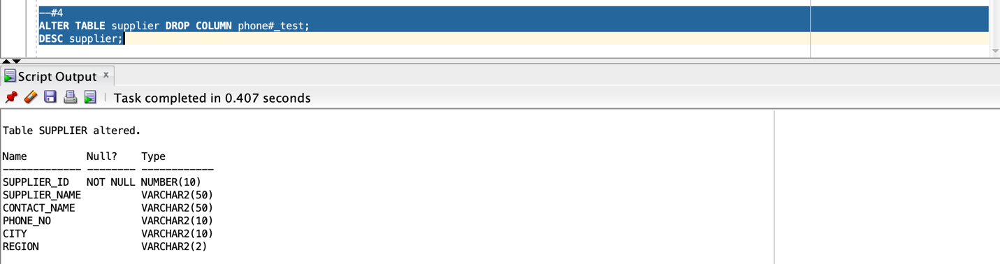 --#4
ALTER TABLE supplier DROP COLUMN phone#_test;
DESC supplier;
Script Output x
Task completed in 0.407 seconds
Table SUPPLIER altered.
Name          Null?    Type
------------- -------- ------------
SUPPLIER_ID   NOT NULL NUMBER(10)
SUPPLIER_NAME          VARCHAR2(50)
CONTACT_NAME           VARCHAR2(50)
PHONE_NO               VARCHAR2(10)
CITY                   VARCHAR2(10)
REGION                 VARCHAR2(2)